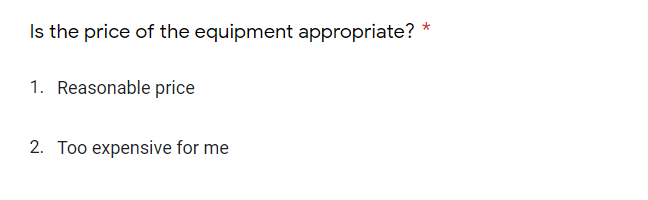 Is the price of the equipment appropriate? *
1. Reasonable price
2. Too expensive for me